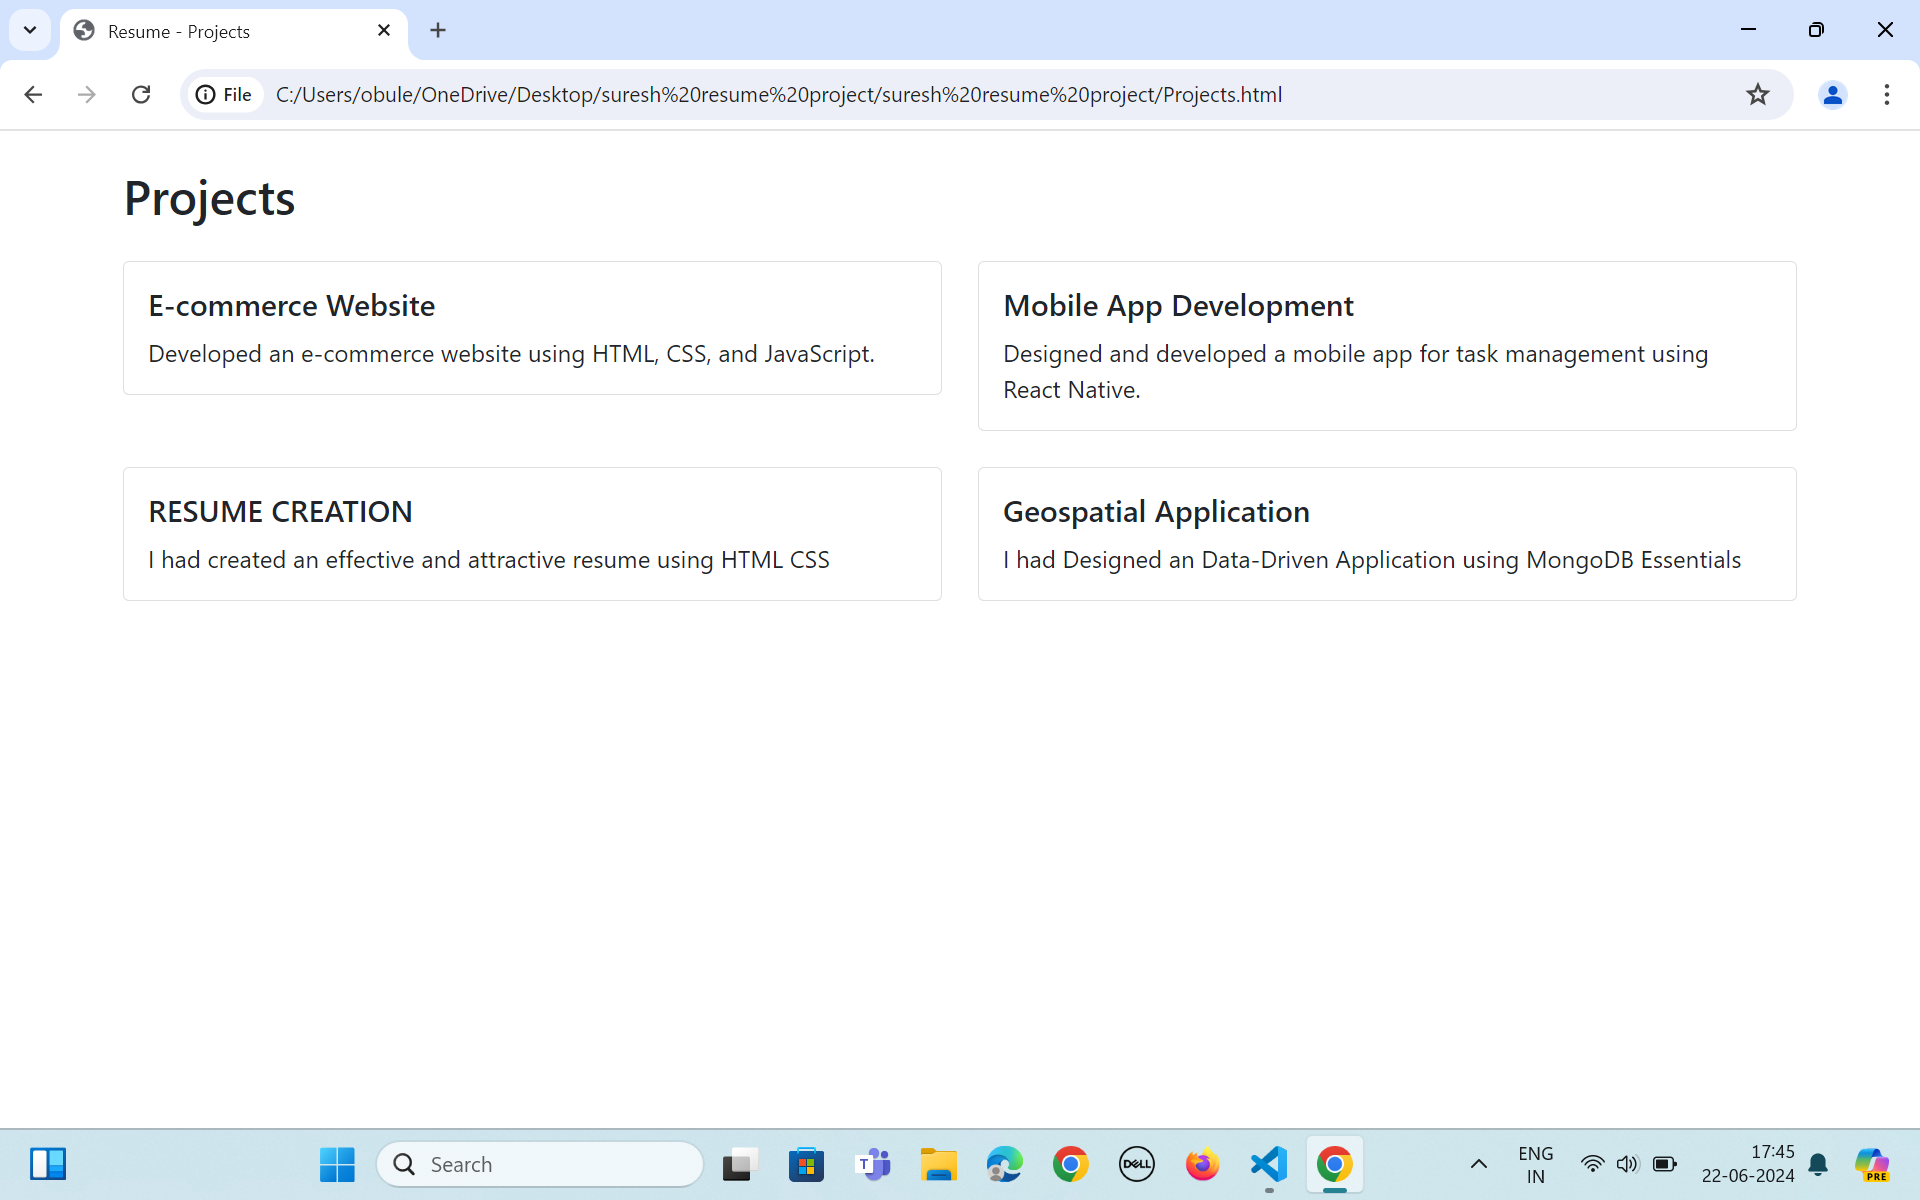 Resume - Projects
File
C:/Users/obule/OneDrive/Desktop/suresh%20resume%20project/suresh%20resume%20project/Projects.html
Projects
E-commerce Website
Developed an e-commerce website using HTML, CSS, and JavaScript.
Mobile App Development
Designed and developed a mobile app for task management using
React Native.
RESUME CREATION
I had created an effective and attractive resume using HTML CSS
Geospatial Application
I had Designed an Data-Driven Application using MongoDB Essentials
Search
T
DELL
ENG
IN
17:45
22-06-2024
PRE